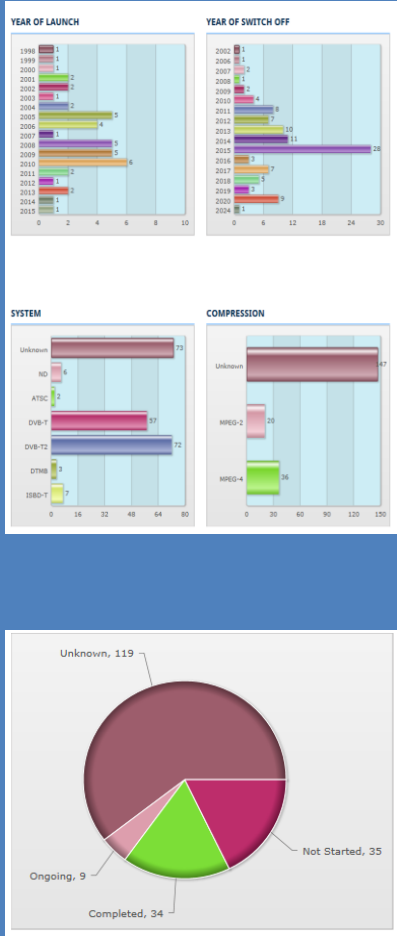 YEAR OF LAUNCH
1998 1
1999 1
2000 1
2001 2
2002 2
2003 1
2004 2
2005 5
2006 4
2007 1
2008 5
2009 5
2010 6
2011 2
2012 1
2013 2
2014 1
2015 1
0 2 4 6 8 10
YEAR OF SWITCH OFF
2002 1
2006 1
2007 2
2008 1
2009 2
2010 4
2011 8
2012 7
2013 10
2014 11
2015 28
2016 3
2017 7
2018 5
2019 3
2020 9
2024 1
0 6 12 18 24 30
SYSTEM
Unknown 73
ND 6
ATSC 2
DVB-T 57
DVB-T2 72
DTMB 3
ISBD-T 7
0 16 32 48 64 80
COMPRESSION
Unknown 147
MPEG-2 20
MPEG-4 36
0 30 60 90 120 150
Unknown, 119
Not Started, 35
Ongoing, 9
Completed, 34